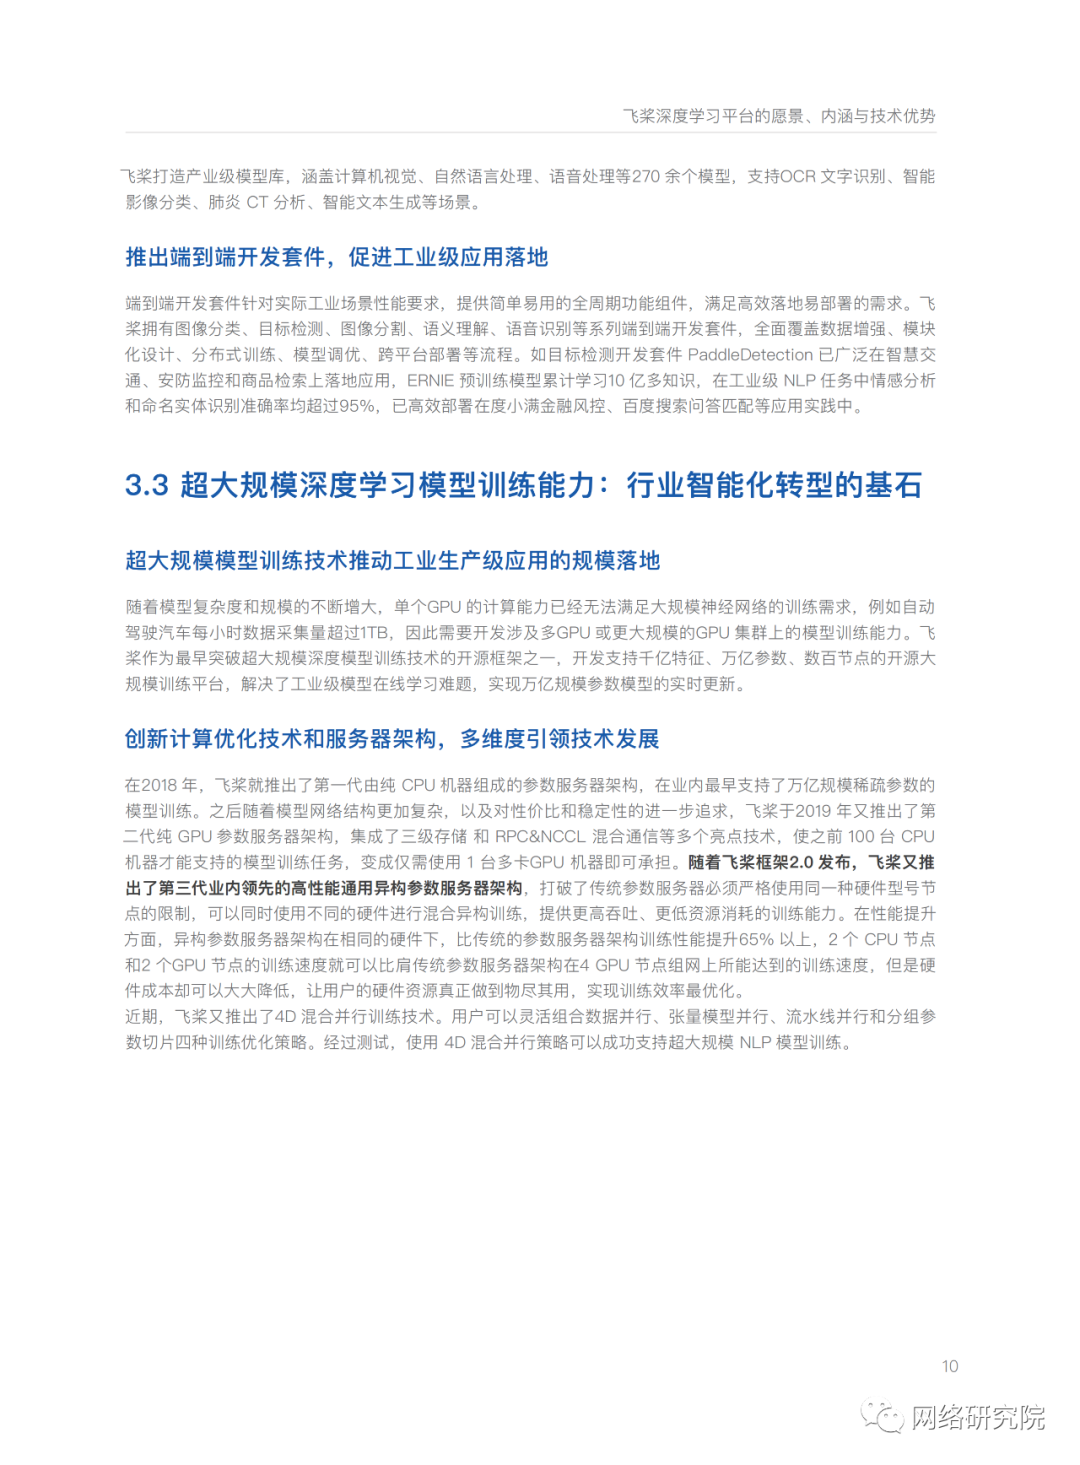 飞桨深度学习平台的愿景、内涵与技术优势
飞桨打造产业级模型库，涵盖计算机视觉、自然语言处理、语音处理等270 余个模型，支持OCR 文字识别、智能
影像分类、肺炎 CT 分析、智能文本生成等场景。
推出端到端开发套件，促进工业级应用落地
端到端开发套件针对实际工业场景性能要求，提供简单易用的全周期功能组件，满足高效落地易部署的需求。飞
桨拥有图像分类、目标检测、图像分割、语义理解、语音识别等系列端到端开发套件，全面覆盖数据增强、模块
化设计、分布式训练、模型调优、跨平台部署等流程。如目标检测开发套件 PaddleDetection 已广泛在智慧交
通、安防监控和商品检索上落地应用，ERNIE 预训练模型累计学习10 亿多知识，在工业级 NLP 任务中情感分析
和命名实体识别准确率均超过95%，已高效部署在度小满金融风控、百度搜索问答匹配等应用实践中。
3.3 超大规模深度学习模型训练能力：行业智能化转型的基石
超大规模模型训练技术推动工业生产级应用的规模落地
随着模型复杂度和规模的不断增大，单个GPU 的计算能力已经无法满足大规模神经网络的训练需求，例如自动
驾驶汽车每小时数据采集量超过1TB，因此需要开发涉及多GPU 或更大规模的GPU 集群上的模型训练能力。飞
桨作为最早突破超大规模深度模型训练技术的开源框架之一，开发支持千亿特征、万亿参数、数百节点的开源大
规模训练平台，解决了工业级模型在线学习难题，实现万亿规模参数模型的实时更新。
创新计算优化技术和服务器架构，多维度引领技术发展
在2018 年，飞桨就推出了第一代由纯 CPU 机器组成的参数服务器架构，在业内最早支持了万亿规模稀疏参数的
模型训练。之后随着模型网络结构更加复杂，以及对性价比和稳定性的进一步追求，飞桨于2019 年又推出了第
二代纯 GPU 参数服务器架构，集成了三级存储 和 RPC&NCCL 混合通信等多个亮点技术，使之前 100 台 CPU
机器才能支持的模型训练任务，变成仅需使用 1 台多卡GPU 机器即可承担。随着飞桨框架2.0 发布，飞桨又推
出了第三代业内领先的高性能通用异构参数服务器架构，打破了传统参数服务器必须严格使用同一种硬件型号节
点的限制，可以同时使用不同的硬件进行混合异构训练，提供更高吞吐、更低资源消耗的训练能力。在性能提升
方面，异构参数服务器架构在相同的硬件下，比传统的参数服务器架构训练性能提升65% 以上，2 个 CPU 节点
和2 个GPU 节点的训练速度就可以比肩传统参数服务器架构在4 GPU 节点组网上所能达到的训练速度，但是硬
件成本却可以大大降低，让用户的硬件资源真正做到物尽其用，实现训练效率最优化。
近期，飞桨又推出了4D 混合并行训练技术。用户可以灵活组合数据并行、张量模型并行、流水线并行和分组参
数切片四种训练优化策略。经过测试，使用 4D 混合并行策略可以成功支持超大规模 NLP 模型训练。
10
网络研究院